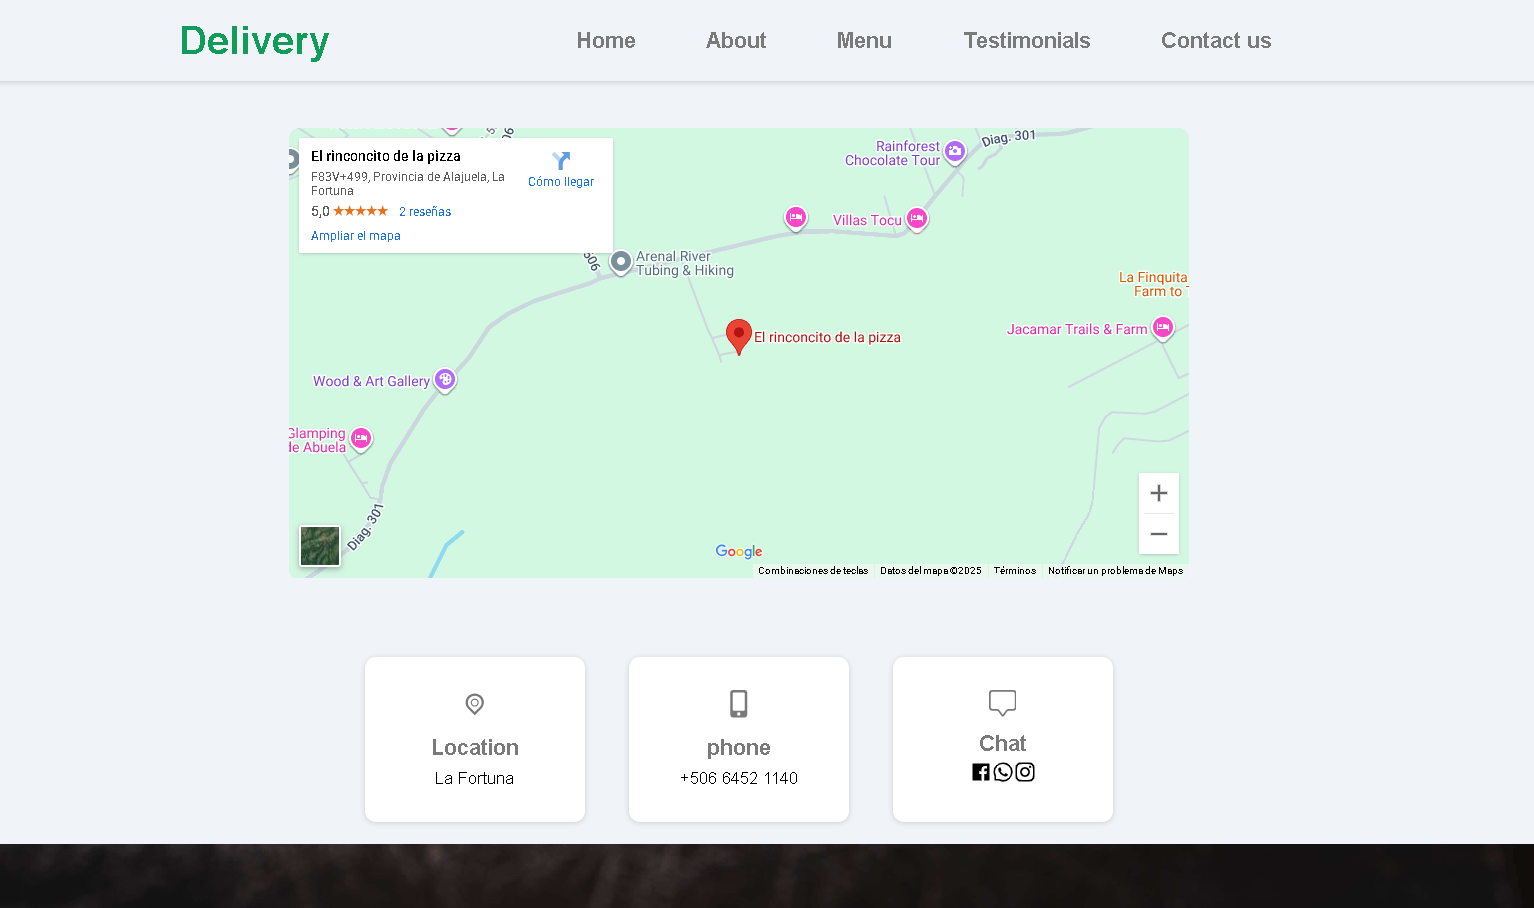 Delivery
Home
About
Menu
Testimonials
Contact us
El rinconcito de la pizza
F83V+499, Provincia de Alajuela, La
Fortuna
5,0 ★★★★★ 2 reseñas
Ampliar el mapa
Cómo llegar
Rainforest
Chocolate Tour
Diag. 301
Villas Tocu
Arenal River
Tubing & Hiking
La Finquita
Farm to
Jacamar Trails & Farm
El rinconcito de la pizza
Wood & Art Gallery
Glamping
de Abuela
Diag. 301
Google
Combinaciones de teclas
Datos del mapa ©2025
Términos
Notificar un problema de Maps
Location
La Fortuna
phone
+506 6452 1140
Chat